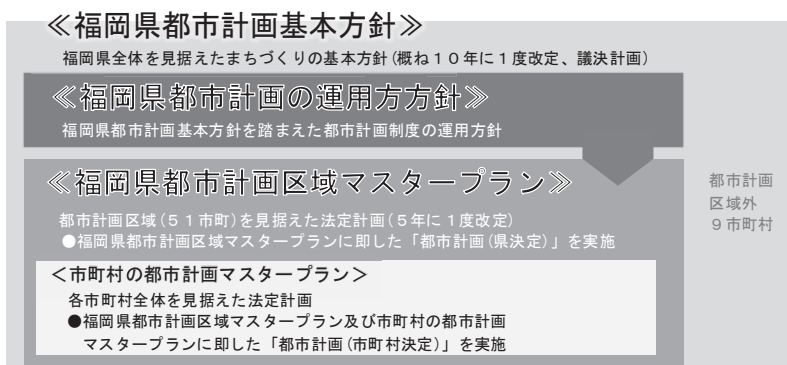 ≪福岡県都市計画基本方針≫
福岡県全体を見据えたまちづくりの基本方針(概ね１０年に１度改定、議決計画)
≪福岡県都市計画の運用方方針≫
福岡県都市計画基本方針を踏まえた都市計画制度の運用方針
≪福岡県都市計画区域マスタープラン≫
都市計画区域(５１市町)を見据えた法定計画(５年に１度改定)
●福岡県都市計画区域マスタープランに即した「都市計画(県決定)」を実施
＜市町村の都市計画マスタープラン＞
各市町村全体を見据えた法定計画
●福岡県都市計画区域マスタープラン及び市町村の都市計画
マスタープランに即した「都市計画(市町村決定)」を実施
都市計画
区域外
９市町村